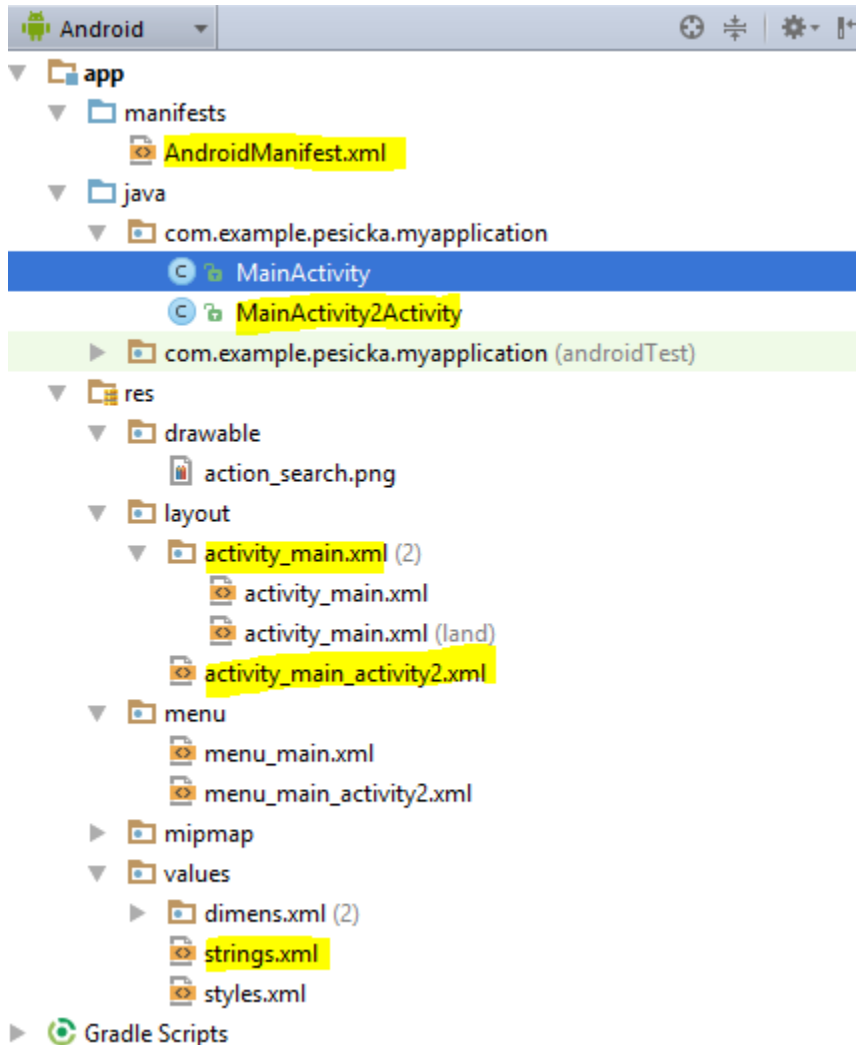 Android
app
manifests
AndroidManifest.xml
java
com.example.pesicka.myapplication
MainActivity
MainActivity2Activity
com.example.pesicka.myapplication (androidTest)
res
drawable
action_search.png
layout
activity_main.xml (2)
activity_main.xml
activity_main.xml (land)
activity_main_activity2.xml
menu
menu_main.xml
menu_main_activity2.xml
mipmap
values
dimens.xml (2)
strings.xml
styles.xml
Gradle Scripts